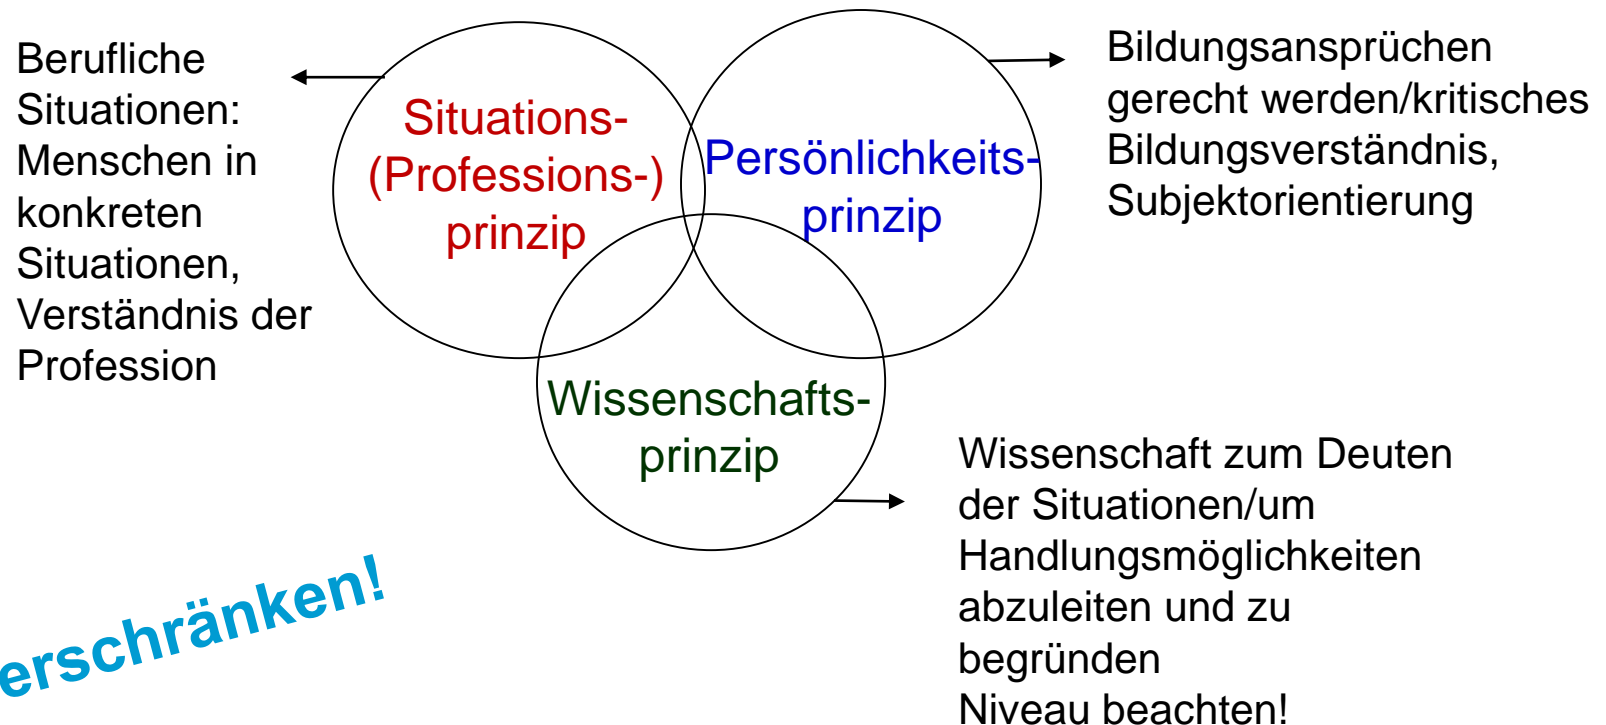 Berufliche
Situationen:
Menschen in
konkreten
Situationen,
Verständnis der
Profession
Situations-
(Professions-)
prinzip
Persönlichkeits-
prinzip
Bildungsansprüchen
gerecht werden/kritisches
Bildungsverständnis,
Subjektorientierung
Wissenschafts-
prinzip
Wissenschaft zum Deuten
der Situationen/um
Handlungsmöglichkeiten
abzuleiten und zu
begründen
Niveau beachten!
erschränken!